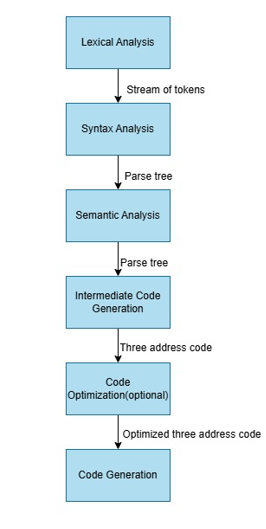 Lexical Analysis
Stream of tokens
Syntax Analysis
Parse tree
Semantic Analysis
Parse tree
Intermediate Code
Generation
Three address code
Code
Optimization(optional)
Optimized three address code
Code Generation